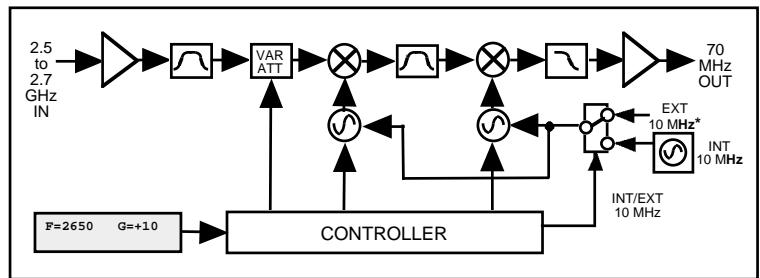 2.5
to
2.7
GHz
IN
VAR
ATT
70
MHz
OUT
EXT
10 MHz*
INT
10 MHz
INT/EXT
10 MHz
F=2650 G=+10
CONTROLLER